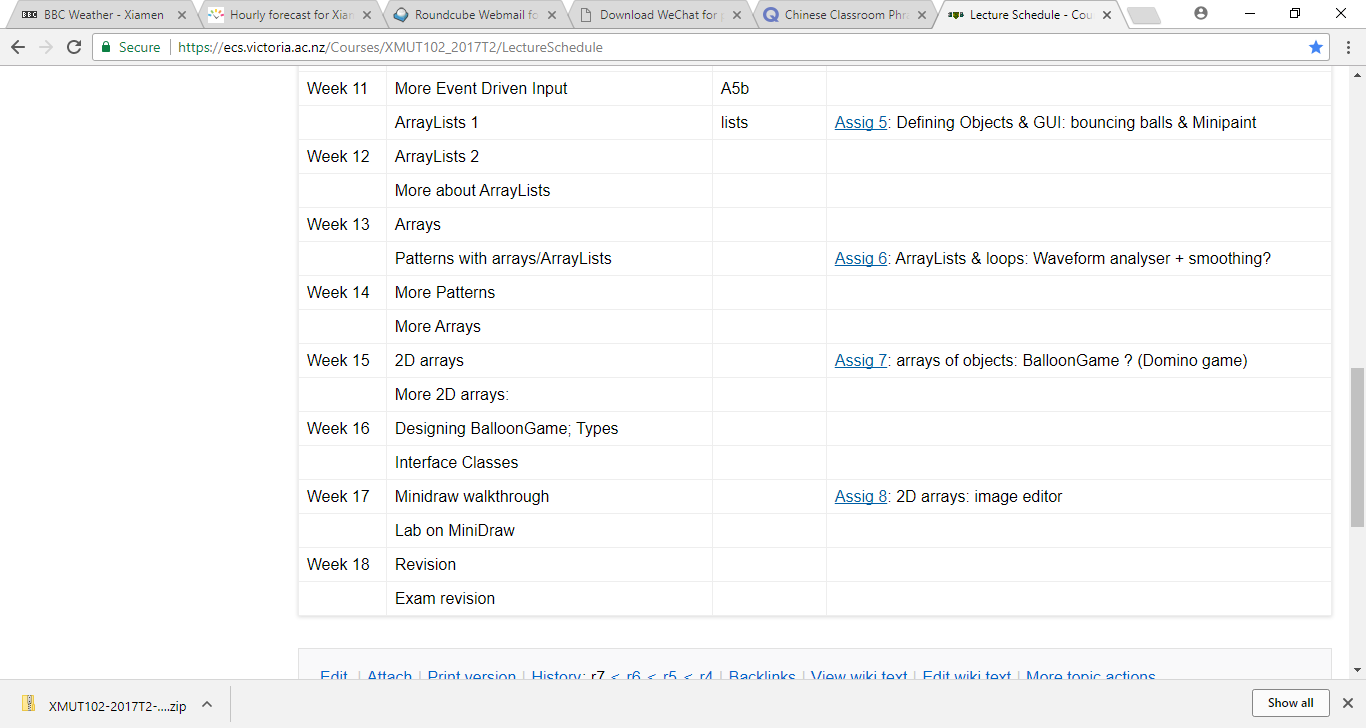 BBC Weather - Xiamen
Hourly forecast for Xiar
Roundcube Webmail fo
Download WeChat for
Chinese Classroom Phr
Lecture Schedule - Cou
Secure https://ecs.victoria.ac.nz/Courses/XMUT102_2017T2/LectureSchedule
Week 11 More Event Driven Input A5b
ArrayLists 1 lists Assig 5: Defining Objects & GUI: bouncing balls & Minipaint
Week 12 ArrayLists 2
More about ArrayLists
Week 13 Arrays
Patterns with arrays/ArrayLists Assig 6: ArrayLists & loops: Waveform analyser + smoothing?
Week 14 More Patterns
More Arrays
Week 15 2D arrays Assig 7: arrays of objects: BalloonGame ? (Domino game)
More 2D arrays:
Week 16 Designing BalloonGame; Types
Interface Classes
Week 17 Minidraw walkthrough Assig 8: 2D arrays: image editor
Lab on MiniDraw
Week 18 Revision
Exam revision
Edit | Attach | Print version | History: r7 < r6 < r5 < r4 | Backlinks | View wiki text | Edit wiki text | More topic actions
XMUT102-2017T2-....zip Show all